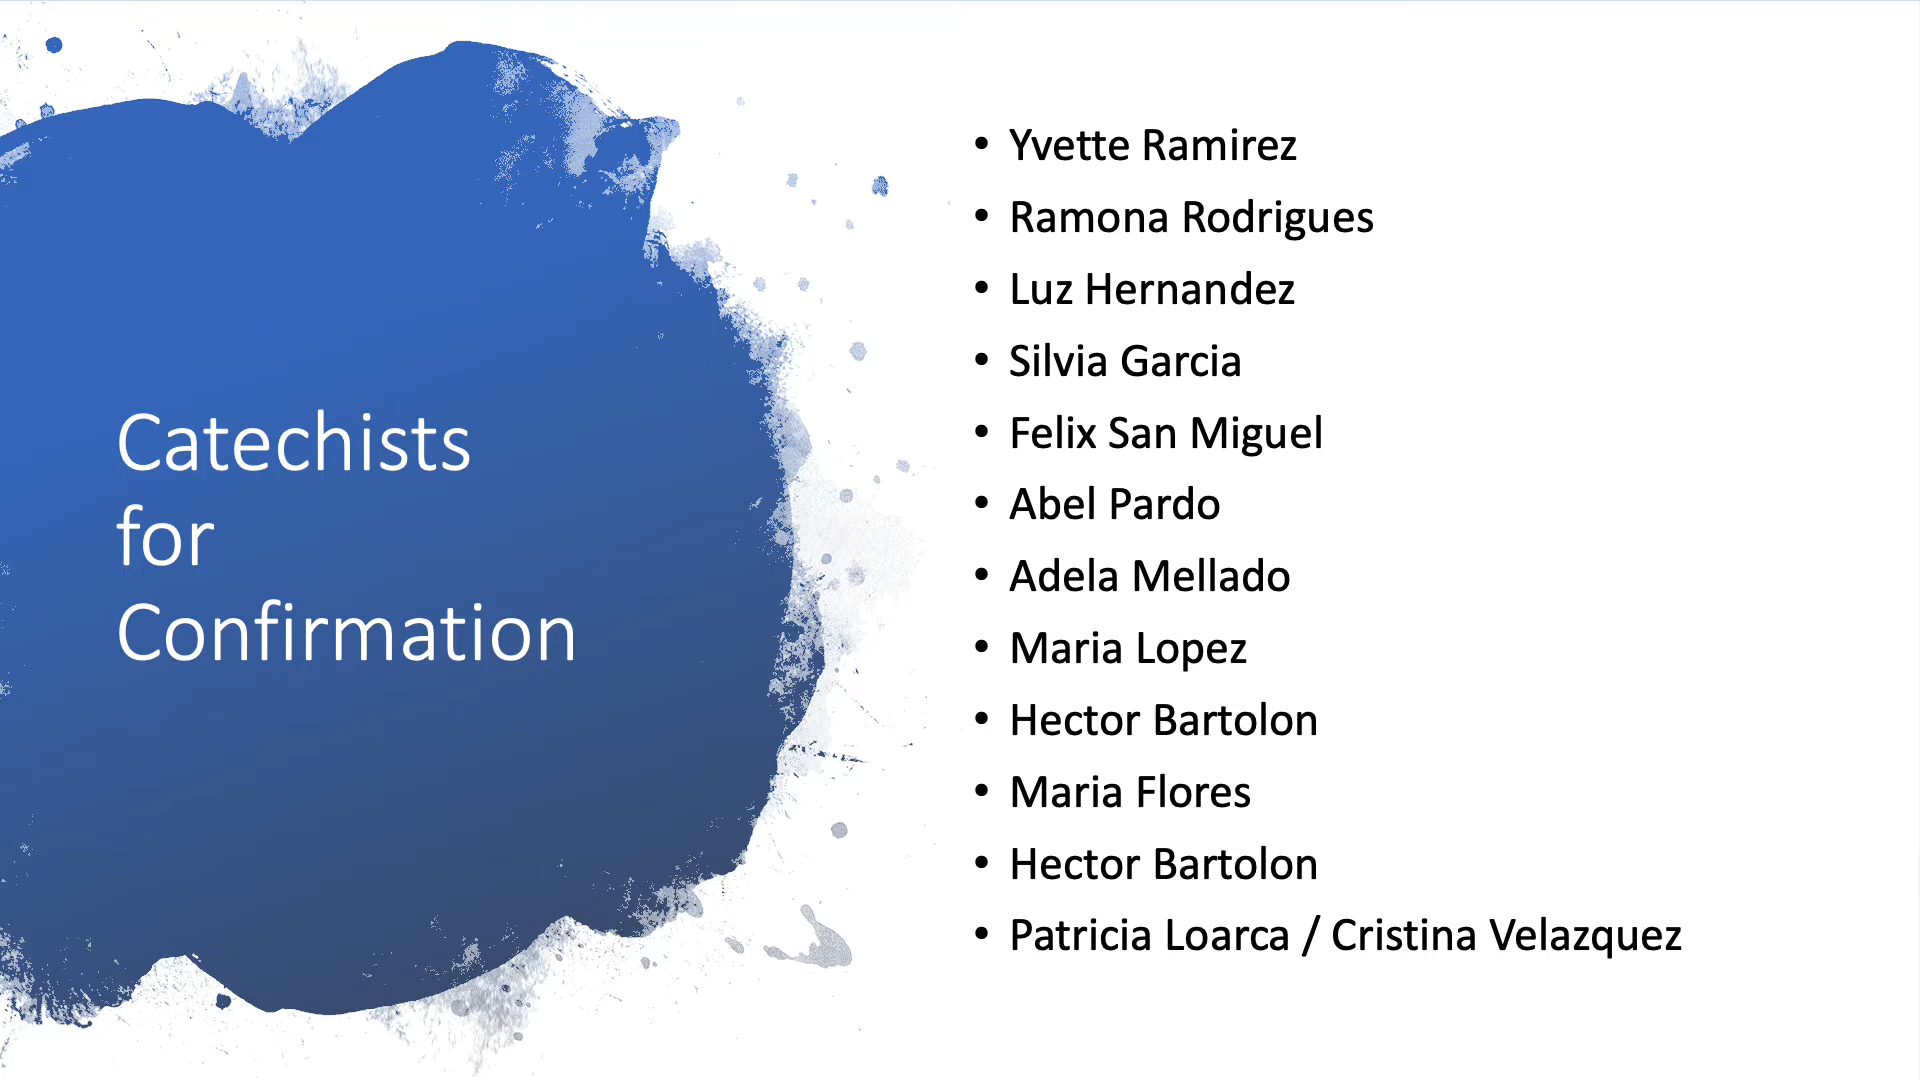 Catechists
for
Confirmation
• Yvette Ramirez
• Ramona Rodrigues
• Luz Hernandez
• Silvia Garcia
• Felix San Miguel
• Abel Pardo
• Adela Mellado
• Maria Lopez
• Hector Bartolon
• Maria Flores
• Hector Bartolon
• Patricia Loarca / Cristina Velazquez